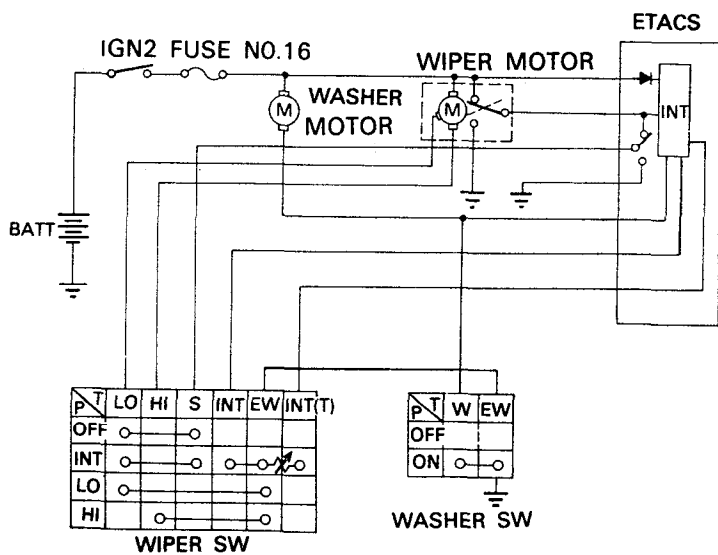 ETACS
IGN2 FUSE NO.16
WIPER MOTOR
M
WASHER
MOTOR
M
INT
BATT
P T LO HI S INT EW INT(T)
OFF
INT
LO
HI
WIPER SW
P T W EW
OFF
ON
WASHER SW